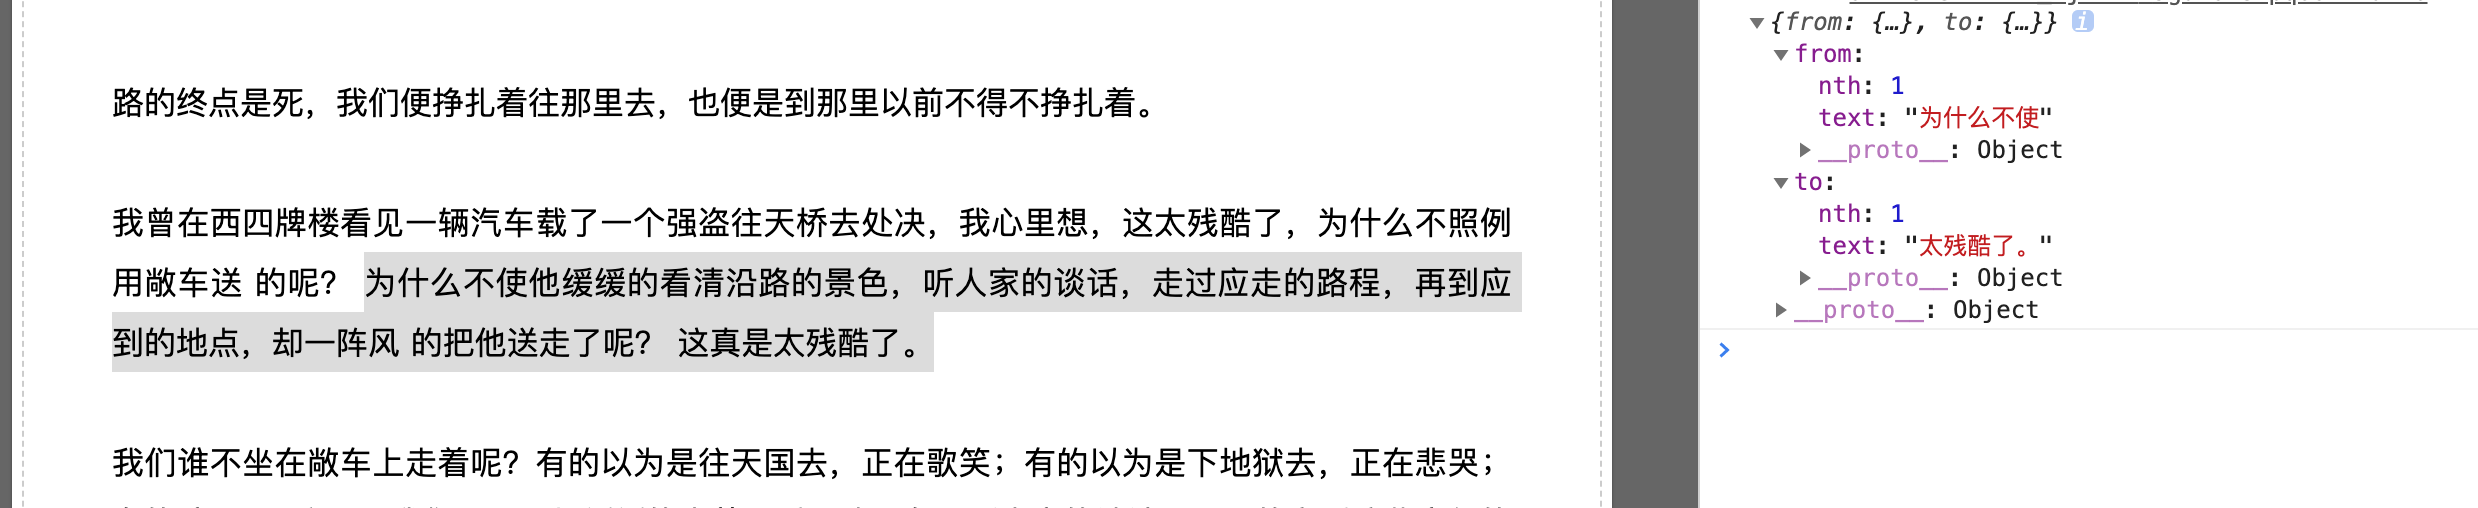 路的终点是死，我们便挣扎着往那里去，也便是到那里以前不得不挣扎着。
我曾在西四牌楼看见一辆汽车载了一个强盗往天桥去处决，我心里想，这太残酷了，为什么不照例
用敞车送 的呢？ 为什么不使他缓缓的看清沿路的景色，听人家的谈话，走过应走的路程，再到应
到的地点，却一阵风 的把他送走了呢？ 这真是太残酷了。
我们谁不坐在敞车上走着呢？有的以为是往天国去，正在歌笑；有的以为是下地狱去，正在悲哭；
{from: {…}, to: {…}} i
from:
nth: 1
text: "为什么不使"
__proto__: Object
to:
nth: 1
text: "太残酷了。"
__proto__: Object
__proto__: Object